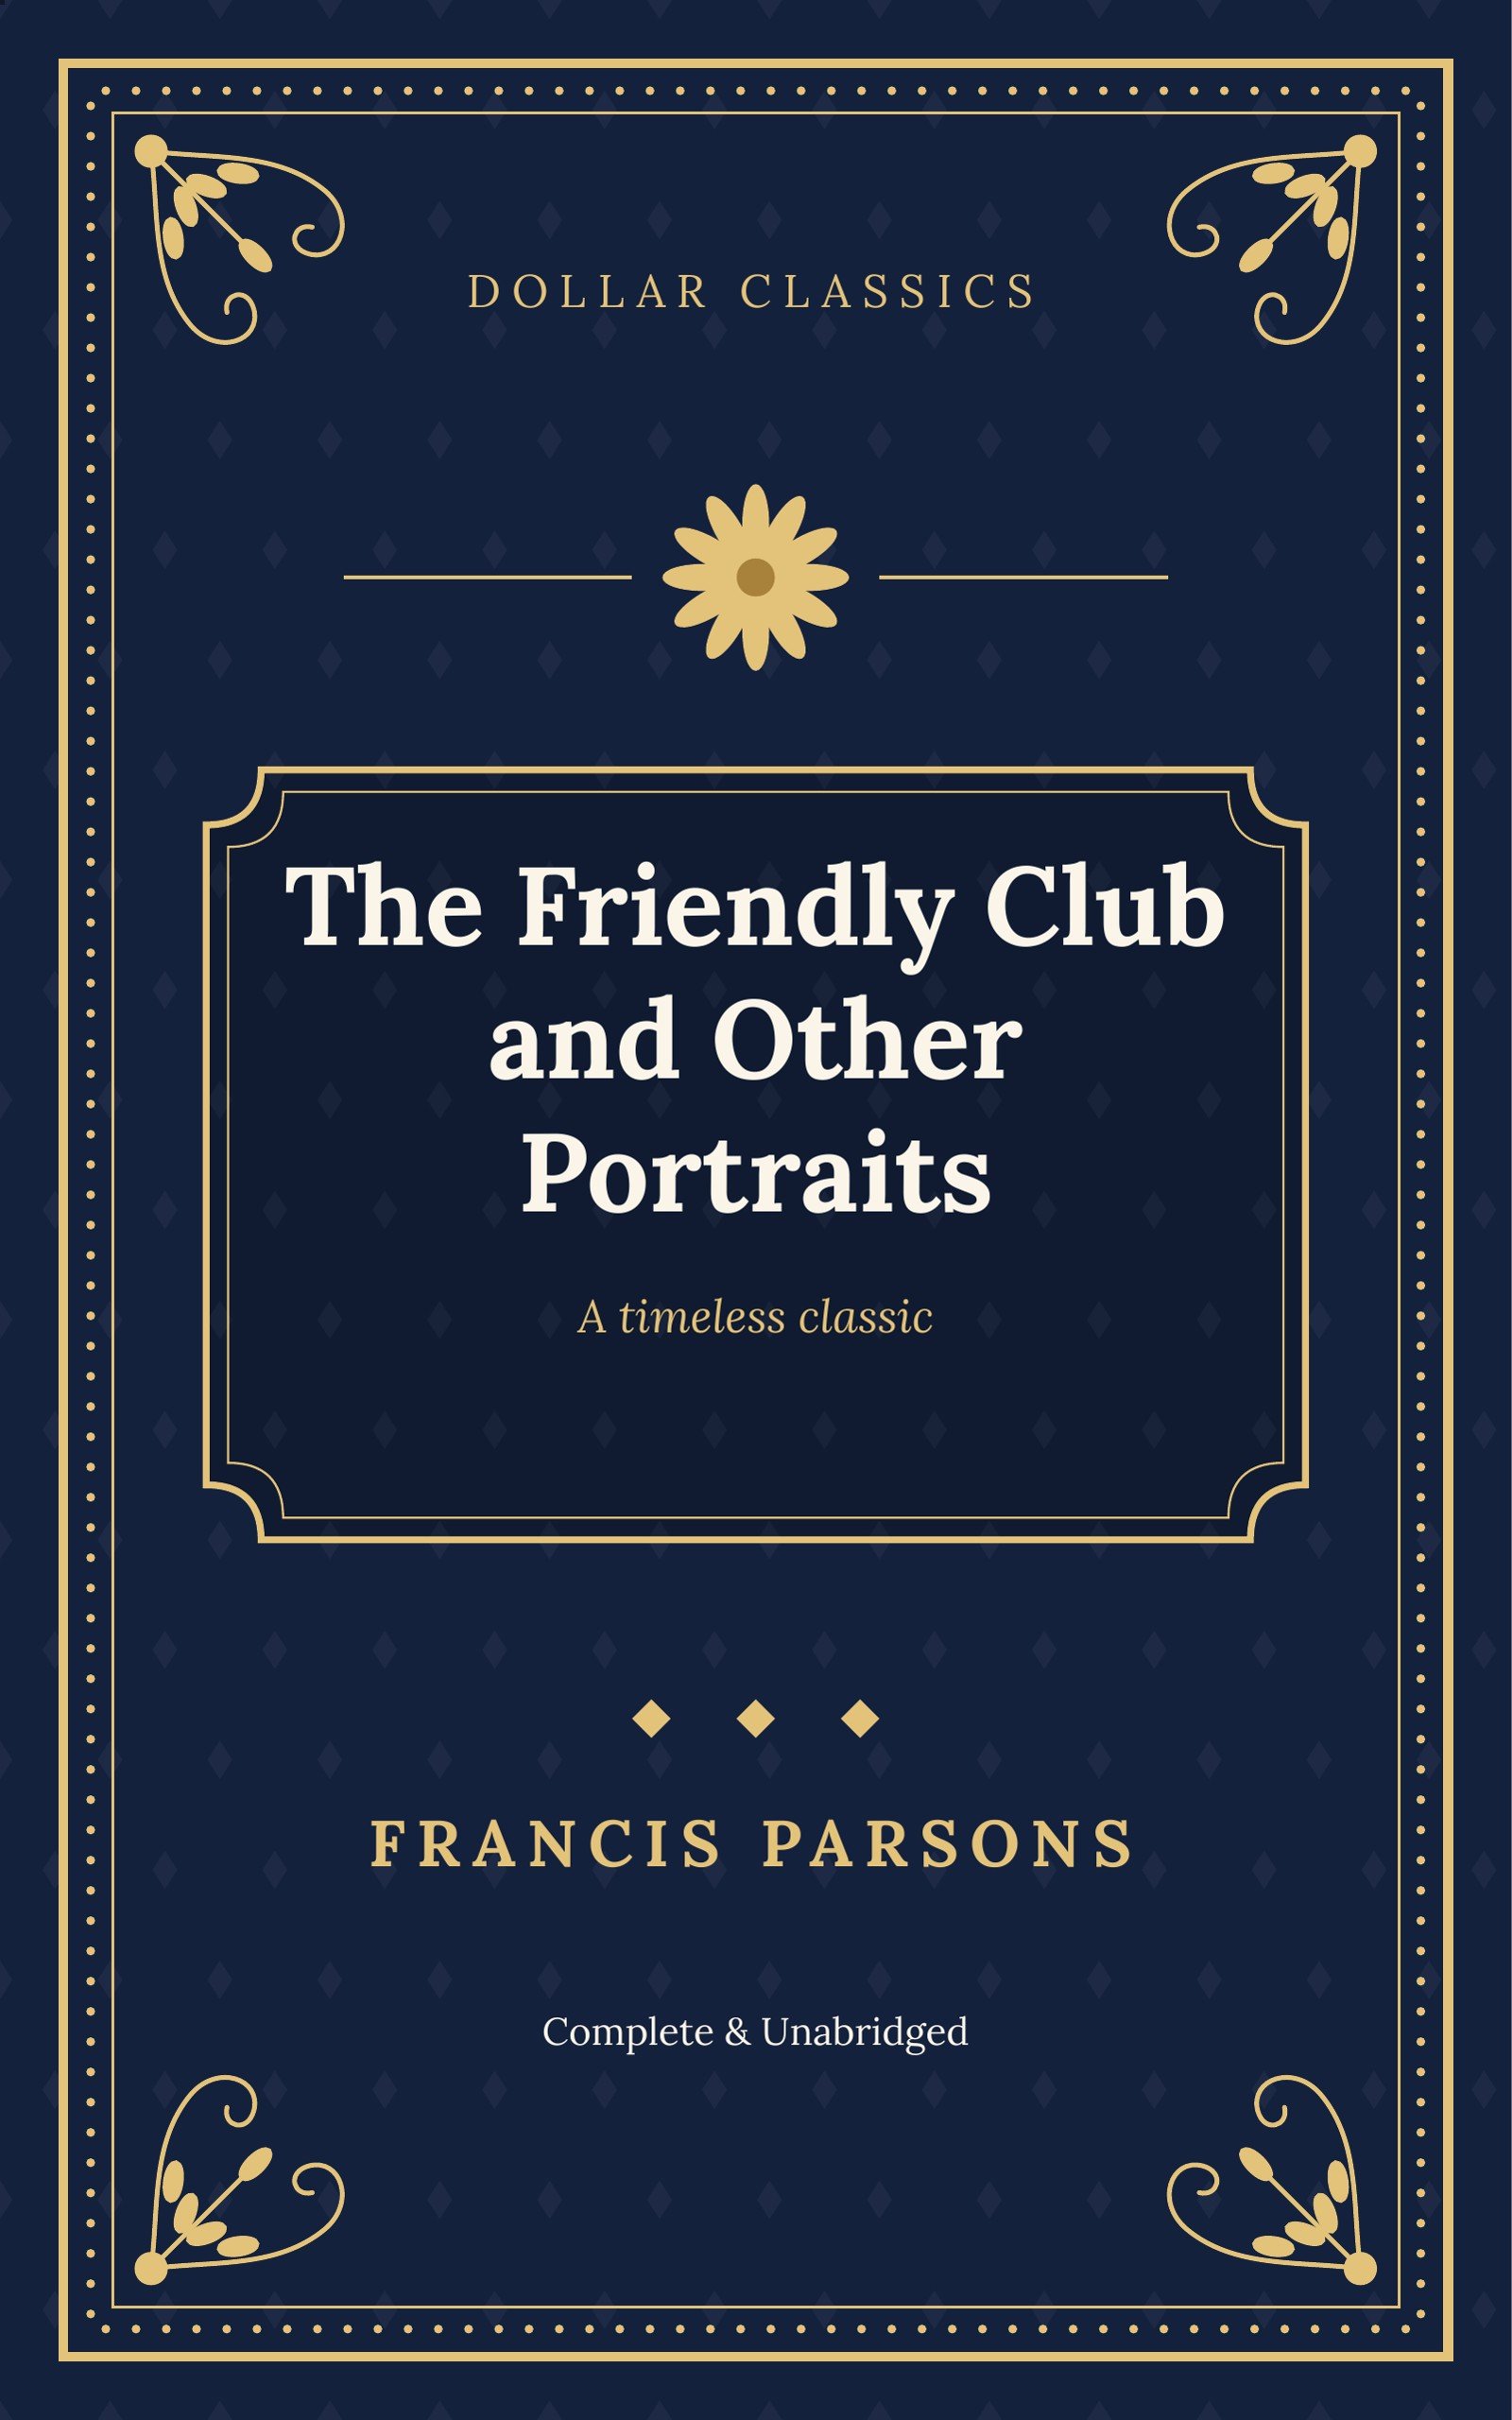 DOLLAR CLASSICS
The Friendly Club
and Other
Portraits
A timeless classic
FRANCIS PARSONS
Complete & Unabridged